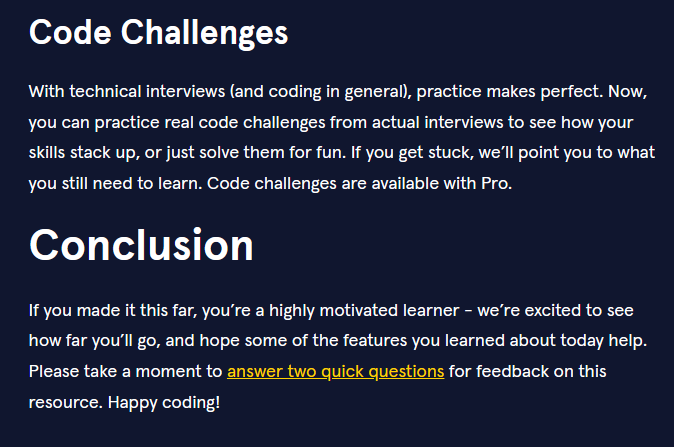 Code Challenges
With technical interviews (and coding in general), practice makes perfect. Now,
you can practice real code challenges from actual interviews to see how your
skills stack up, or just solve them for fun. If you get stuck, we’ll point you to what
you still need to learn. Code challenges are available with Pro.
Conclusion
If you made it this far, you’re a highly motivated learner - we’re excited to see
how far you’ll go, and hope some of the features you learned about today help.
Please take a moment to answer two quick questions for feedback on this
resource. Happy coding!